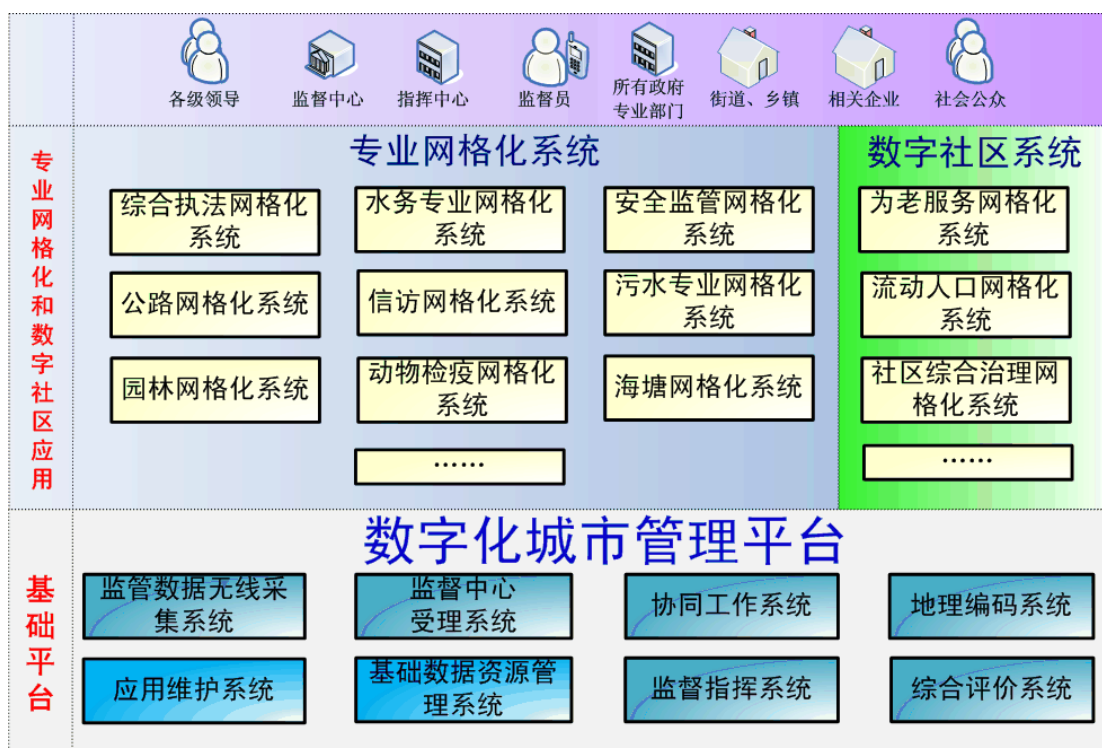 各级领导
监督中心
指挥中心
监督员
所有政府
专业部门
街道、乡镇
相关企业
社会公众
专业网格化和数字社区应用
专业网格化系统
综合执法网格化
系统
水务专业网格化
系统
安全监管网格化
系统
公路网格化系统
信访网格化系统
污水专业网格化
系统
园林网格化系统
动物检疫网格化
系统
海塘网格化系统
……
数字社区系统
为老服务网格化
系统
流动人口网格化
系统
社区综合治理网
格化系统
……
基础平台
数字化城市管理平台
监管数据无线采
集系统
监督中心
受理系统
协同工作系统
地理编码系统
应用维护系统
基础数据资源管
理系统
监督指挥系统
综合评价系统